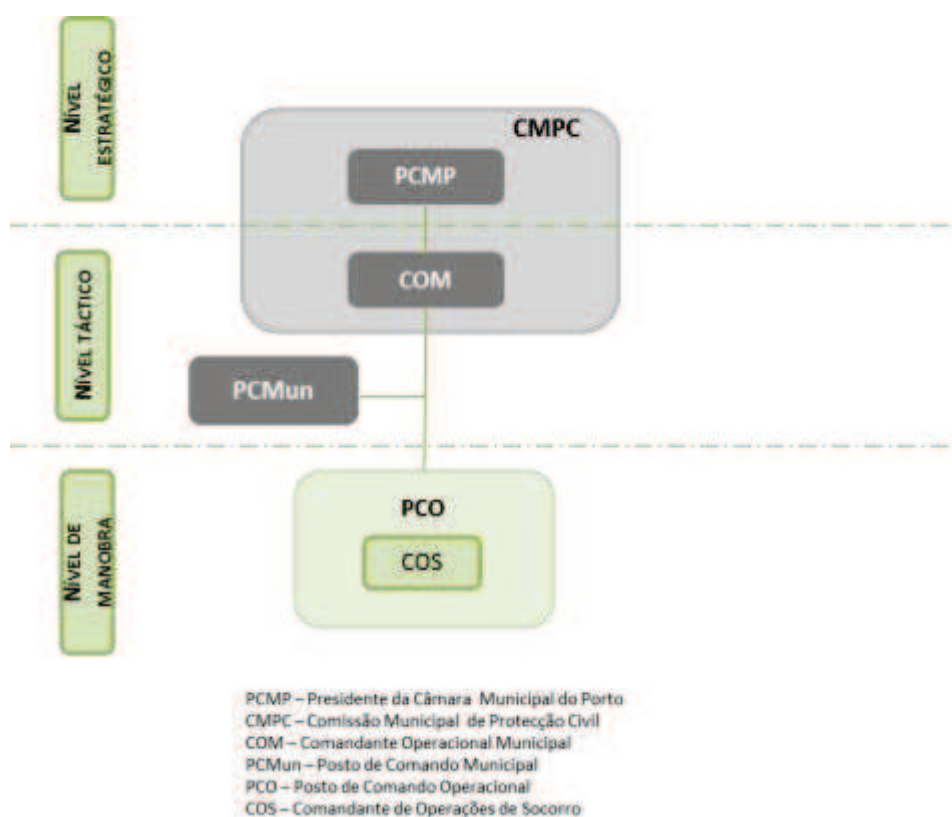 NÍVEL
ESTRATÉGICO
CMPC
PCMP
COM
NÍVEL TÁCTICO
PCMun
NÍVEL DE
MANOBRA
PCO
COS
PCMP – Presidente da Câmara Municipal do Porto
CMPC – Comissão Municipal de Protecção Civil
COM – Comandante Operacional Municipal
PCMun – Posto de Comando Municipal
PCO – Posto de Comando Operacional
COS – Comandante de Operações de Socorro